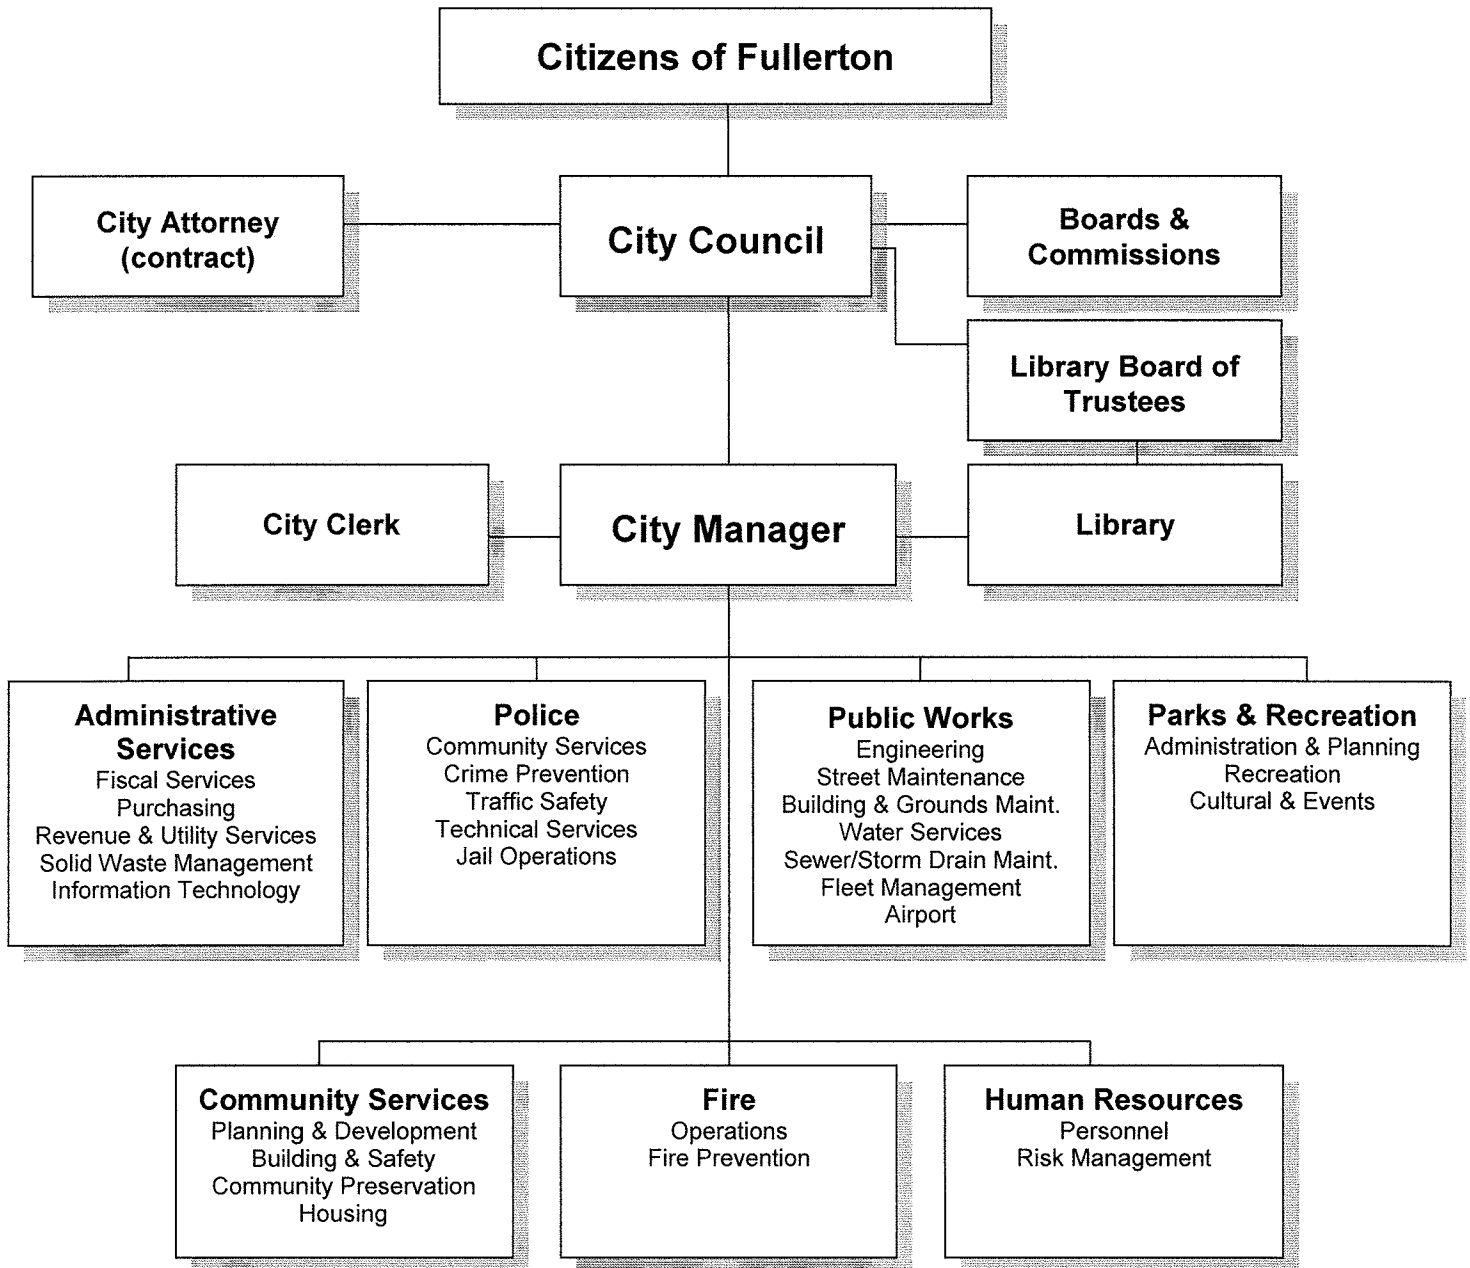 Citizens of Fullerton
City Attorney
(contract)
City Council
Boards &
Commissions
Library Board of
Trustees
City Clerk
City Manager
Library
Administrative
Services
Fiscal Services
Purchasing
Revenue & Utility Services
Solid Waste Management
Information Technology
Police
Community Services
Crime Prevention
Traffic Safety
Technical Services
Jail Operations
Public Works
Engineering
Street Maintenance
Building & Grounds Maint.
Water Services
Sewer/Storm Drain Maint.
Fleet Management
Airport
Parks & Recreation
Administration & Planning
Recreation
Cultural & Events
Community Services
Planning & Development
Building & Safety
Community Preservation
Housing
Fire
Operations
Fire Prevention
Human Resources
Personnel
Risk Management